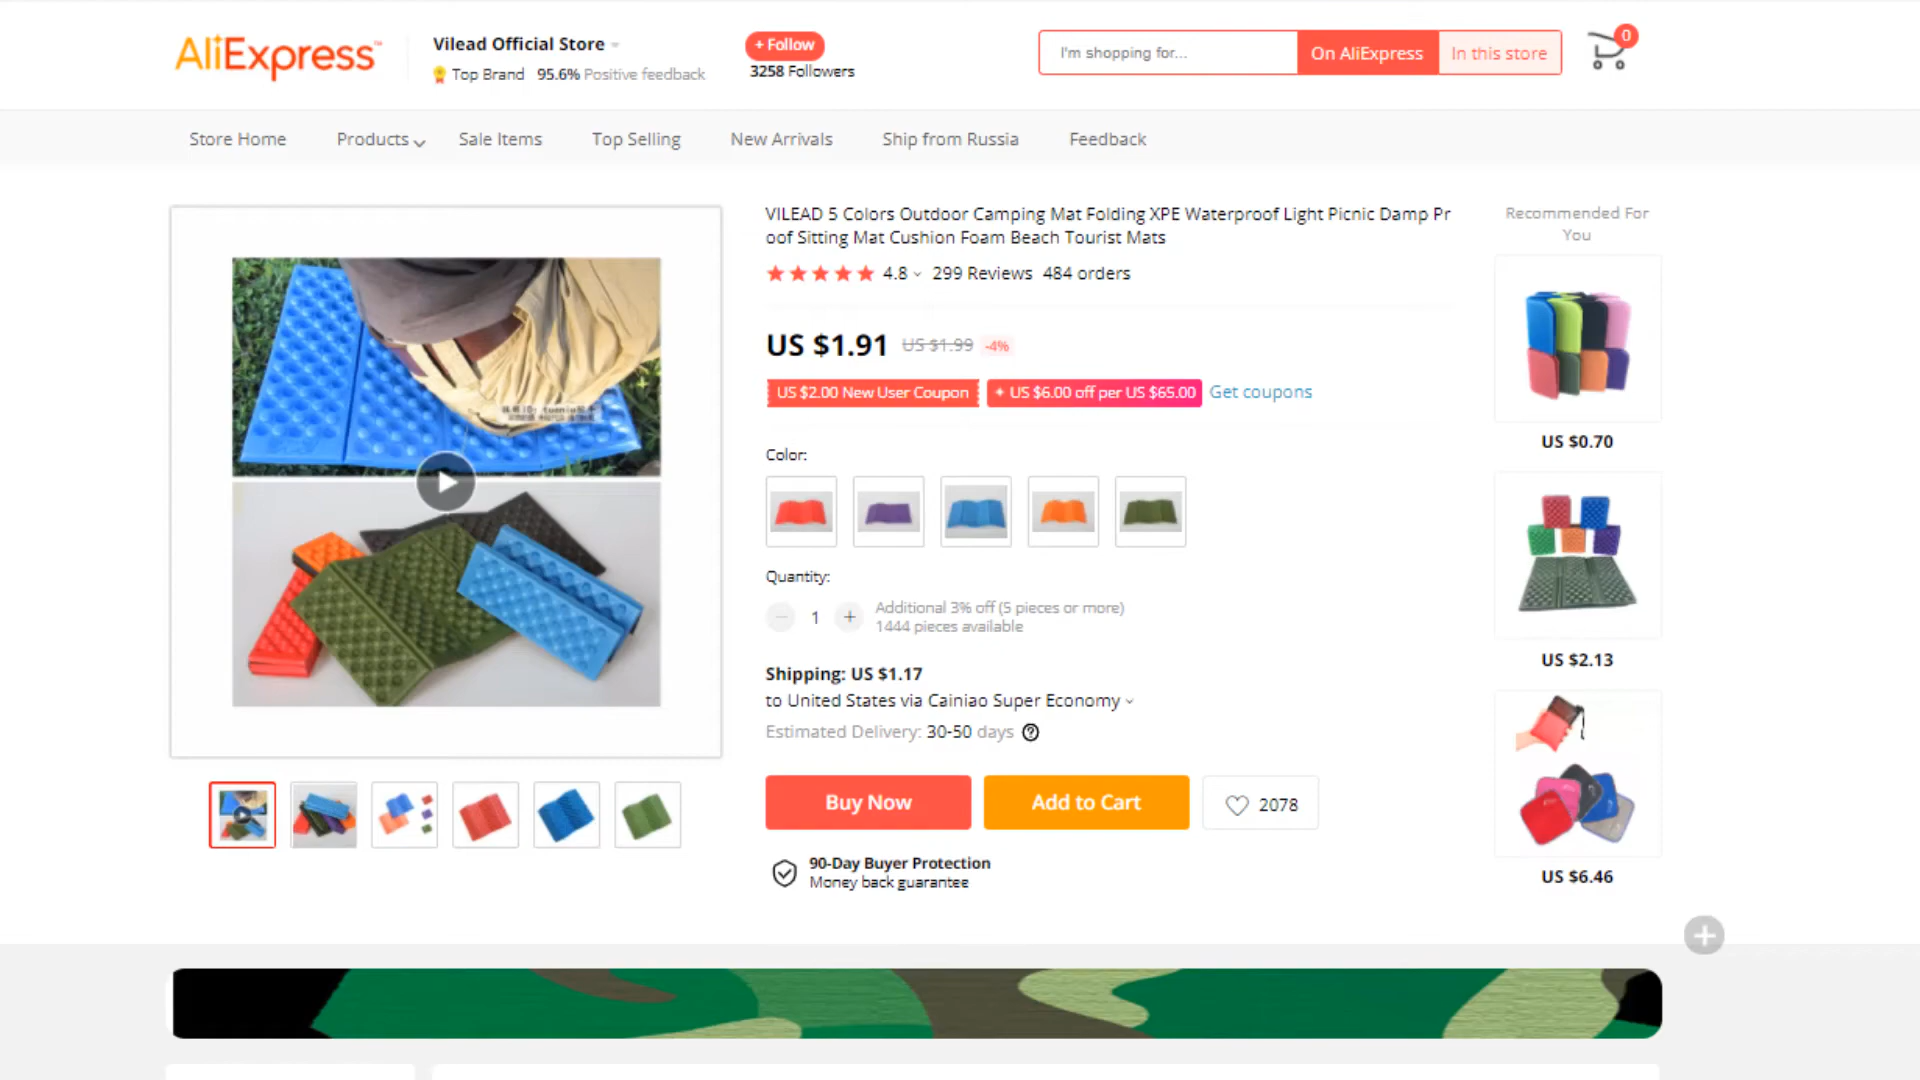 AliExpress™
Vilead Official Store
Top Brand 95.6% Positive feedback
+ Follow
3258 Followers
I'm shopping for...
On AliExpress
In this store
0
Store Home
Products
Sale Items
Top Selling
New Arrivals
Ship from Russia
Feedback
VILEAD 5 Colors Outdoor Camping Mat Folding XPE Waterproof Light Picnic Damp Pr
oof Sitting Mat Cushion Foam Beach Tourist Mats
4.8 299 Reviews 484 orders
US $1.91 US $1.99 -4%
US $2.00 New User Coupon
+ US $6.00 off per US $65.00
Get coupons
Color:
Quantity:
1
Additional 3% off (5 pieces or more)
1444 pieces available
Shipping: US $1.17
to United States via Cainiao Super Economy
Estimated Delivery: 30-50 days
Buy Now
Add to Cart
2078
90-Day Buyer Protection
Money back guarantee
Recommended For
You
US $0.70
US $2.13
US $6.46